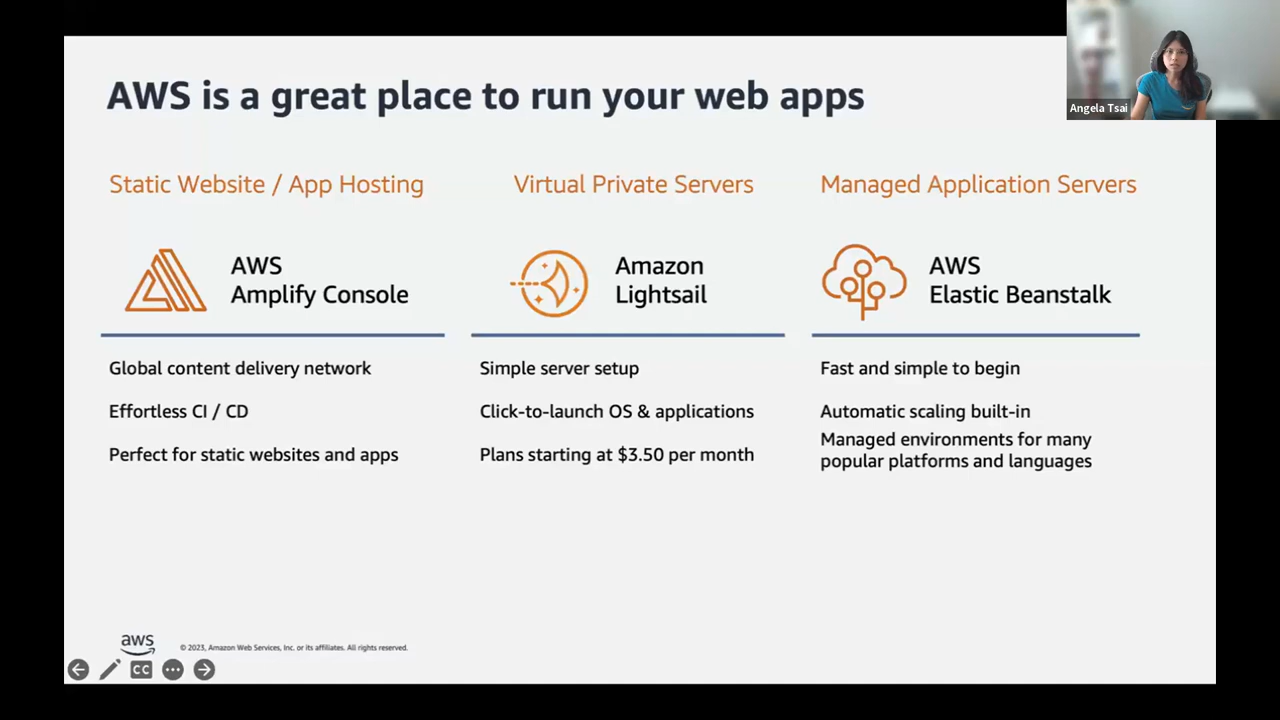 AWS is a great place to run your web apps
Angela Tsai
Static Website / App Hosting
AWS
Amplify Console
Global content delivery network
Effortless CI / CD
Perfect for static websites and apps
Virtual Private Servers
Amazon
Lightsail
Simple server setup
Click-to-launch OS & applications
Plans starting at $3.50 per month
Managed Application Servers
AWS
Elastic Beanstalk
Fast and simple to begin
Automatic scaling built-in
Managed environments for many
popular platforms and languages
aws
© 2023, Amazon Web Services, Inc. or its affiliates. All rights reserved.
CC